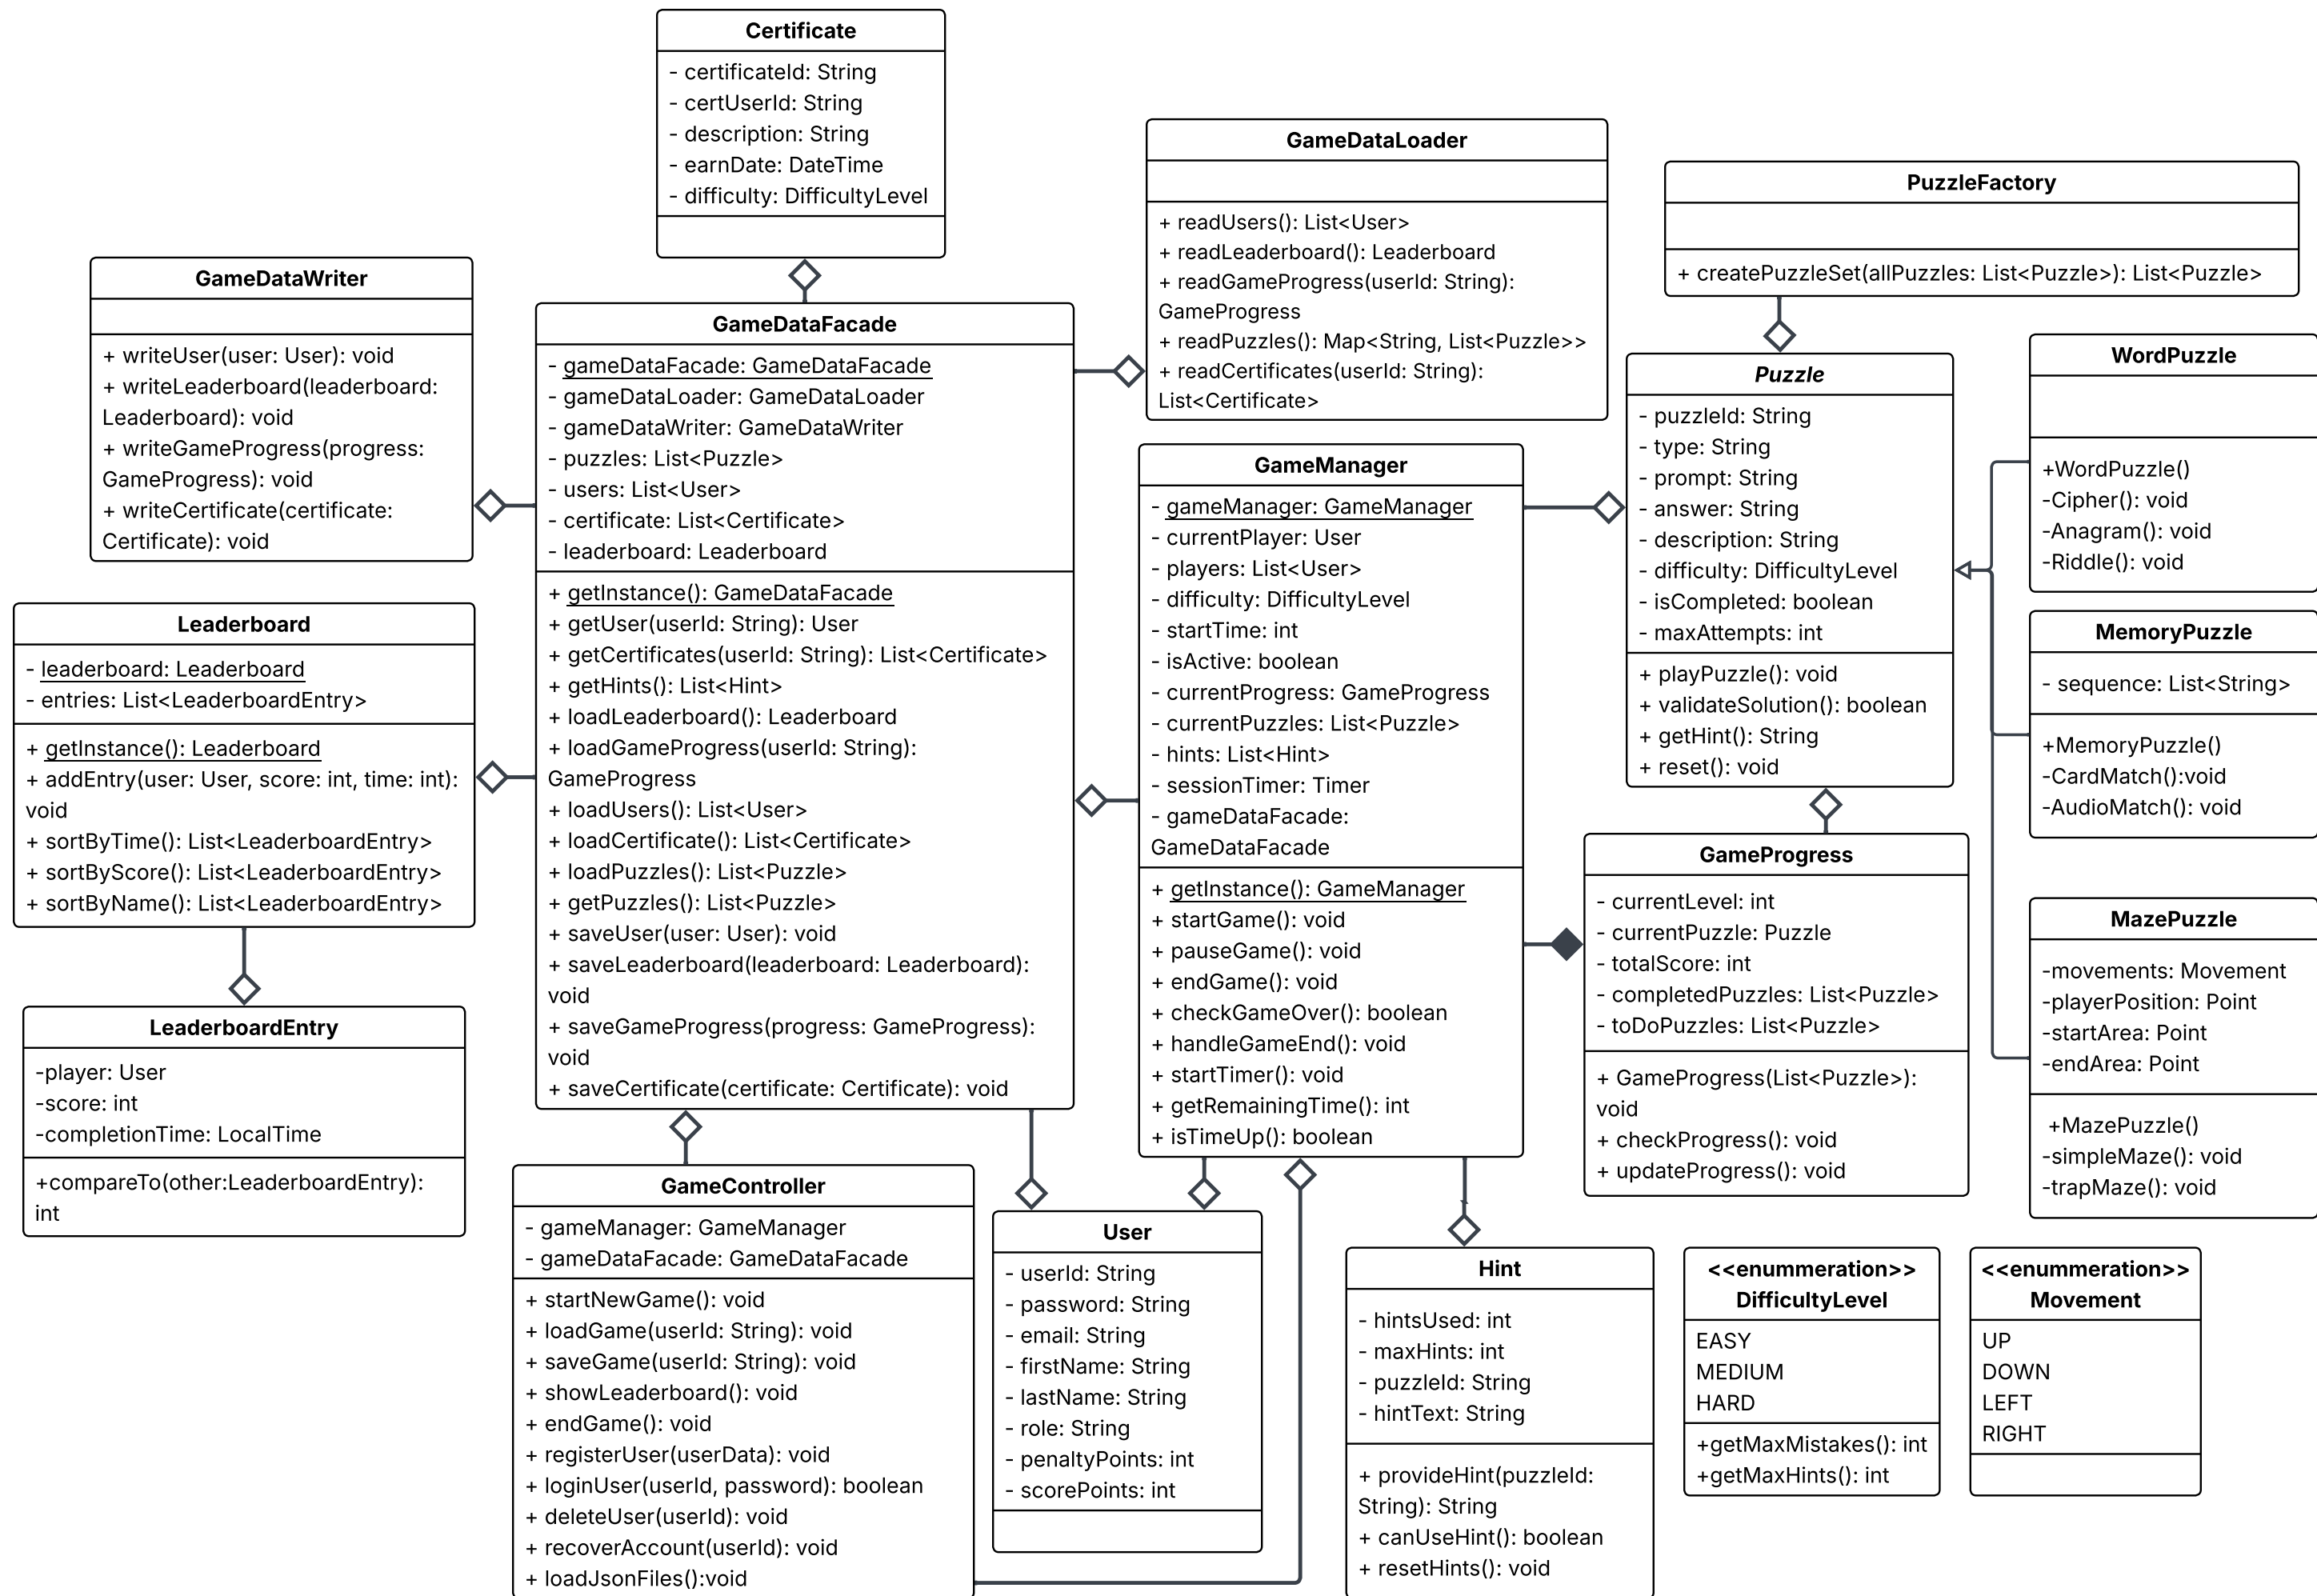 Certificate
- certificateId: String
- certUserId: String
- description: String
- earnDate: DateTime
- difficulty: DifficultyLevel
GameDataLoader
+ readUsers(): List<User>
+ readLeaderboard(): Leaderboard
+ readGameProgress(userId: String):
GameProgress
+ readPuzzles(): Map<String, List<Puzzle>>
+ readCertificates(userId: String):
List<Certificate>
PuzzleFactory
+ createPuzzleSet(allPuzzles: List<Puzzle>): List<Puzzle>
GameDataWriter
+ writeUser(user: User): void
+ writeLeaderboard(leaderboard:
Leaderboard): void
+ writeGameProgress(progress:
GameProgress): void
+ writeCertificate(certificate:
Certificate): void
GameDataFacade
- gameDataFacade: GameDataFacade
- gameDataLoader: GameDataLoader
- gameDataWriter: GameDataWriter
- puzzles: List<Puzzle>
- users: List<User>
- certificate: List<Certificate>
- leaderboard: Leaderboard
+ getInstance(): GameDataFacade
+ getUser(userId: String): User
+ getCertificates(userId: String): List<Certificate>
+ getHints(): List<Hint>
+ loadLeaderboard(): Leaderboard
+ loadGameProgress(userId: String):
GameProgress
+ loadUsers(): List<User>
+ loadCertificate(): List<Certificate>
+ loadPuzzles(): List<Puzzle>
+ getPuzzles(): List<Puzzle>
+ saveUser(user: User): void
+ saveLeaderboard(leaderboard: Leaderboard):
void
+ saveGameProgress(progress: GameProgress):
void
+ saveCertificate(certificate: Certificate): void
GameManager
- gameManager: GameManager
- currentPlayer: User
- players: List<User>
- difficulty: DifficultyLevel
- startTime: int
- isActive: boolean
- currentProgress: GameProgress
- currentPuzzles: List<Puzzle>
- hints: List<Hint>
- sessionTimer: Timer
- gameDataFacade:
GameDataFacade
+ getInstance(): GameManager
+ startGame(): void
+ pauseGame(): void
+ endGame(): void
+ checkGameOver(): boolean
+ handleGameEnd(): void
+ startTimer(): void
+ getRemainingTime(): int
+ isTimeUp(): boolean
Puzzle
- puzzleId: String
- type: String
- prompt: String
- answer: String
- description: String
- difficulty: DifficultyLevel
- isCompleted: boolean
- maxAttempts: int
+ playPuzzle(): void
+ validateSolution(): boolean
+ getHint(): String
+ reset(): void
WordPuzzle
+WordPuzzle()
-Cipher(): void
-Anagram(): void
-Riddle(): void
MemoryPuzzle
- sequence: List<String>
+MemoryPuzzle()
-CardMatch():void
-AudioMatch(): void
Leaderboard
- leaderboard: Leaderboard
- entries: List<LeaderboardEntry>
+ getInstance(): Leaderboard
+ addEntry(user: User, score: int, time: int):
void
+ sortByTime(): List<LeaderboardEntry>
+ sortByScore(): List<LeaderboardEntry>
+ sortByName(): List<LeaderboardEntry>
GameProgress
- currentLevel: int
- currentPuzzle: Puzzle
- totalScore: int
- completedPuzzles: List<Puzzle>
- toDoPuzzles: List<Puzzle>
+ GameProgress(List<Puzzle>):
void
+ checkProgress(): void
+ updateProgress(): void
MazePuzzle
-movements: Movement
-playerPosition: Point
-startArea: Point
-endArea: Point
+MazePuzzle()
-simpleMaze(): void
-trapMaze(): void
LeaderboardEntry
-player: User
-score: int
-completionTime: LocalTime
+compareTo(other:LeaderboardEntry):
int
GameController
- gameManager: GameManager
- gameDataFacade: GameDataFacade
+ startNewGame(): void
+ loadGame(userId: String): void
+ saveGame(userId: String): void
+ showLeaderboard(): void
+ endGame(): void
+ registerUser(userData): void
+ loginUser(userId, password): boolean
+ deleteUser(userId): void
+ recoverAccount(userId): void
+ loadJsonFiles():void
User
- userId: String
- password: String
- email: String
- firstName: String
- lastName: String
- role: String
- penaltyPoints: int
- scorePoints: int
Hint
- hintsUsed: int
- maxHints: int
- puzzleId: String
- hintText: String
+ provideHint(puzzleId:
String): String
+ canUseHint(): boolean
+ resetHints(): void
<<enummeration>>
DifficultyLevel
EASY
MEDIUM
HARD
+getMaxMistakes(): int
+getMaxHints(): int
<<enummeration>>
Movement
UP
DOWN
LEFT
RIGHT